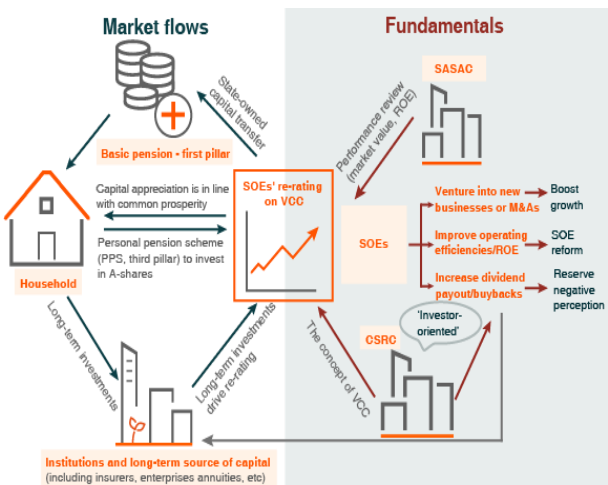 Market flows
Fundamentals
SASAC
State-owned
capital transfer
Performance review
(market value, ROE)
Basic pension - first pillar
Capital appreciation is in line
with common prosperity
SOEs' re-rating
on VCC
Venture into new
businesses or M&As
Boost
growth
Personal pension scheme
(PPS, third pillar) to invest
in A-shares
SOEs
Improve operating
efficiencies/ROE
SOE
reform
Household
Increase dividend
payout/buybacks
Reserve
negative
perception
Long-term investments
Long-term investments
drive re-rating
The concept of VCC
CSRC
'Investor-
oriented'
Institutions and long-term source of capital
(including insurers, enterprises annuities, etc)